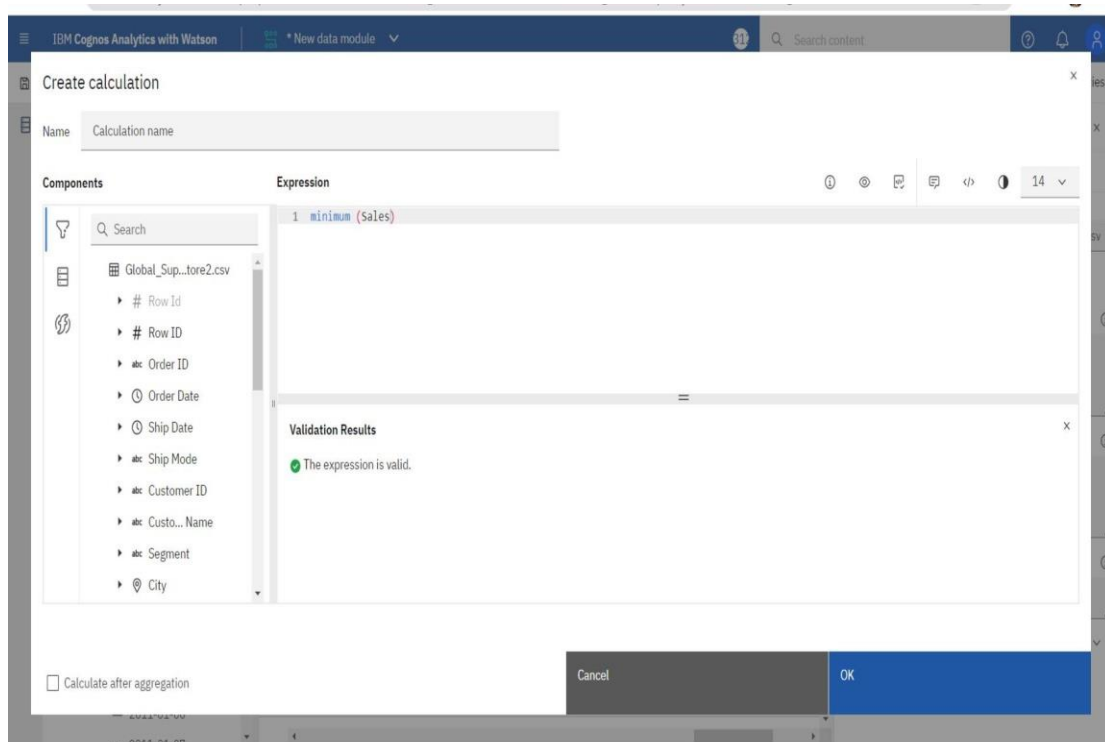 IBM Cognos Analytics with Watson
* New data module
Search content
Create calculation
x
ies
Name
Calculation name
x
Components
Expression
14
1 minimum (Sales)
Search
sv
Global_Sup...tore2.csv
# Row Id
# Row ID
abc Order ID
Order Date
Ship Date
Validation Results
x
abc Ship Mode
The expression is valid.
abc Customer ID
abc Custo... Name
abc Segment
City
Cancel
OK
Calculate after aggregation